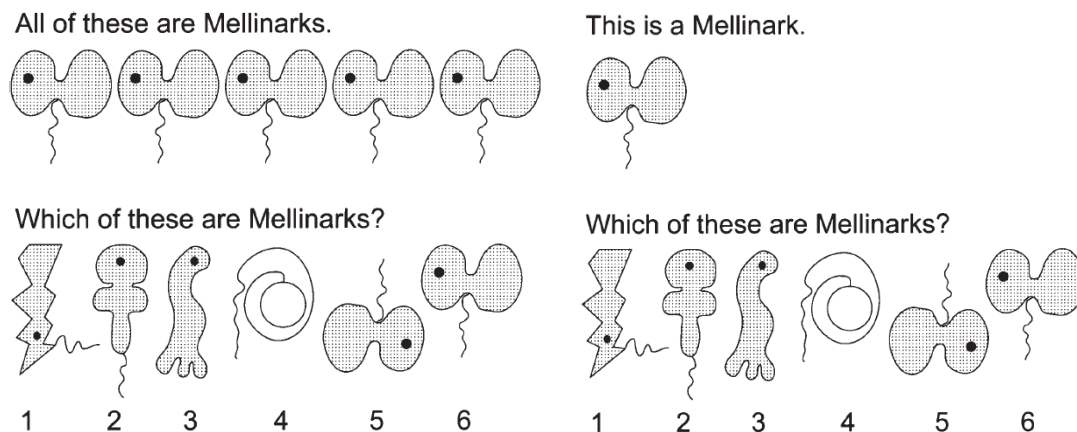 All of these are Mellinarks.
Which of these are Mellinarks?
1 2 3 4 5 6
This is a Mellinark.
Which of these are Mellinarks?
1 2 3 4 5 6